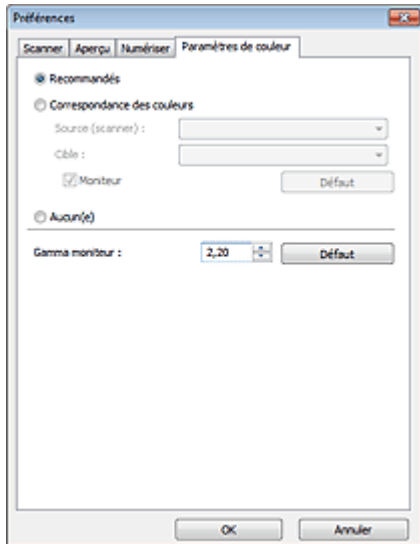 Préférences
Scanner Aperçu Numériser Paramètres de couleur
Recommandés
Correspondance des couleurs
Source (scanner) :
Cible :
Moniteur Défaut
Aucun(e)
Gamma moniteur : 2,20 Défaut
OK Annuler